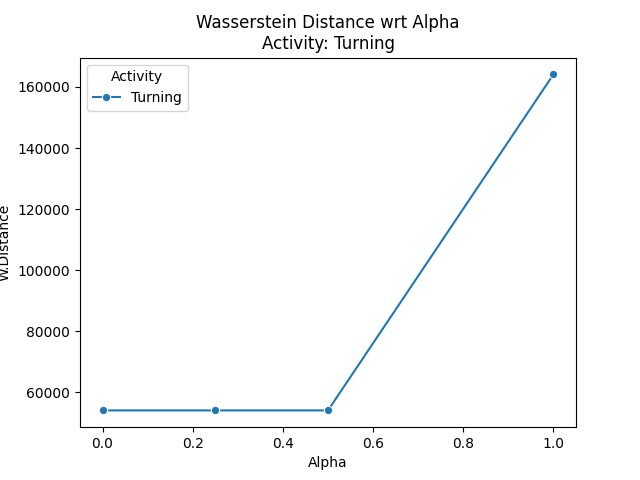 Wasserstein Distance wrt Alpha
Activity: Turning
Activity
Turning
160000
140000
120000
100000
80000
60000
W.Distance
0.0 0.2 0.4 0.6 0.8 1.0
Alpha